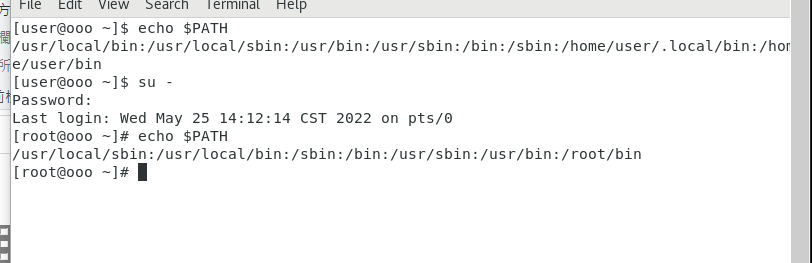 File Edit View Search Terminal Help
[user@ooo ~]$ echo $PATH
/usr/local/bin:/usr/local/sbin:/usr/bin:/usr/sbin:/bin:/sbin:/home/user/.local/bin:/hom
e/user/bin
[user@ooo ~]$ su -
Password:
Last login: Wed May 25 14:12:14 CST 2022 on pts/0
[root@ooo ~]# echo $PATH
/usr/local/sbin:/usr/local/bin:/sbin:/bin:/usr/sbin:/usr/bin:/root/bin
[root@ooo ~]#